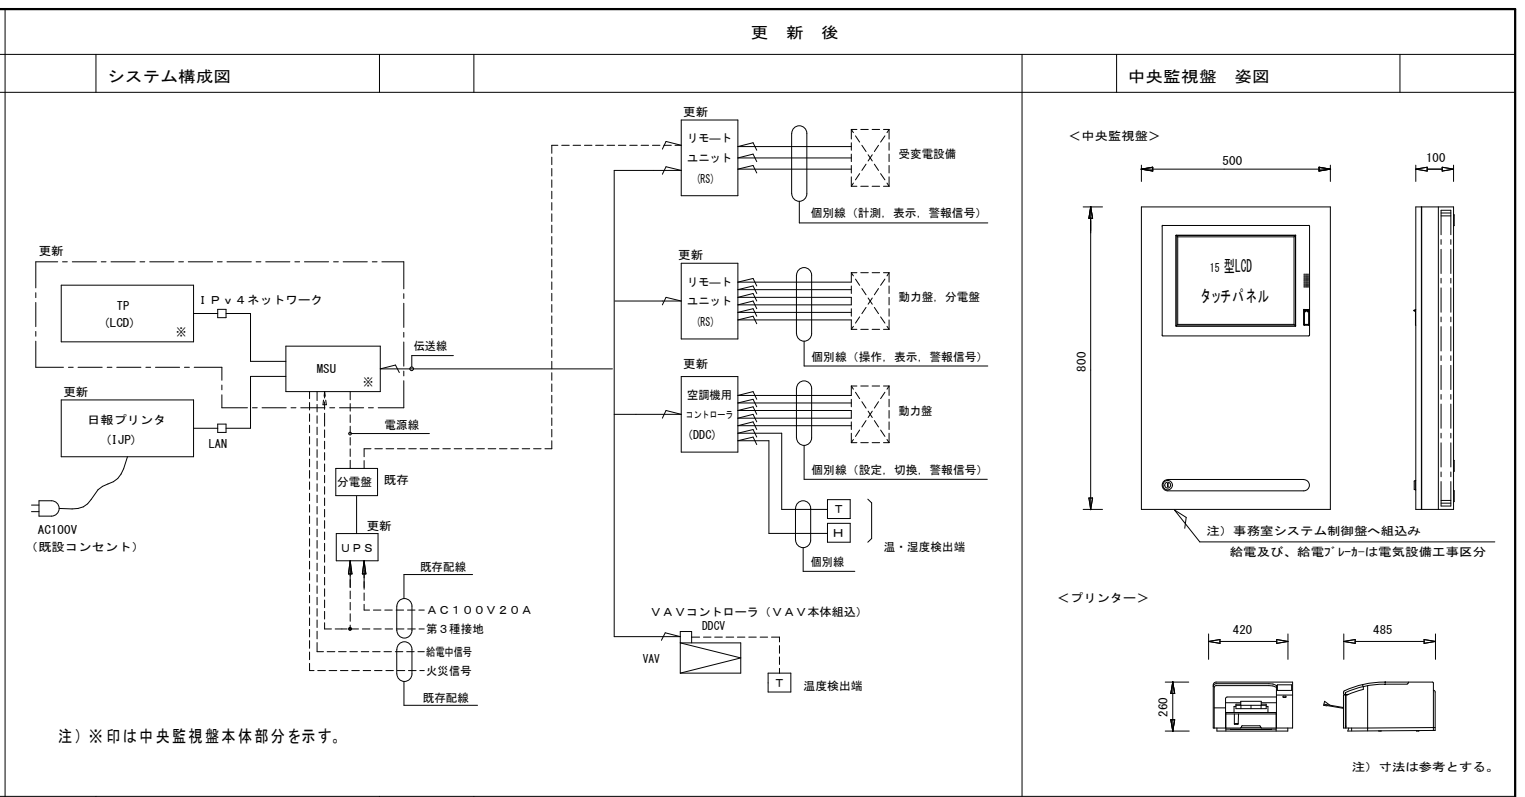 更新後
システム構成図
中央監視盤 姿図
更新
リモート
ユニット
(RS)
受変電設備
個別線（計測，表示，警報信号）
更新
リモート
ユニット
(RS)
動力盤，分電盤
個別線（操作，表示，警報信号）
更新
空調機用
コントローラ
(DDC)
動力盤
個別線（設定，切換，警報信号）
T
H
温・湿度検出端
個別線
VAVコントローラ（VAV本体組込）
DDCV
VAV
T
温度検出端
更新
TP
(LCD)
※
IPv4ネットワーク
MSU
※
伝送線
更新
日報プリンタ
(IJP)
LAN
電源線
分電盤
既存
AC100V
(既設コンセント)
更新
UPS
既存配線
AC100V20A
第３種接地
給電中信号
火災信号
既存配線
注）※印は中央監視盤本体部分を示す。
＜中央監視盤＞
500
100
800
15型LCD
タッチパネル
注）事務室システム制御盤へ組込み
給電及び、給電ブレーカーは電気設備工事区分
＜プリンター＞
420
485
260
注）寸法は参考とする。